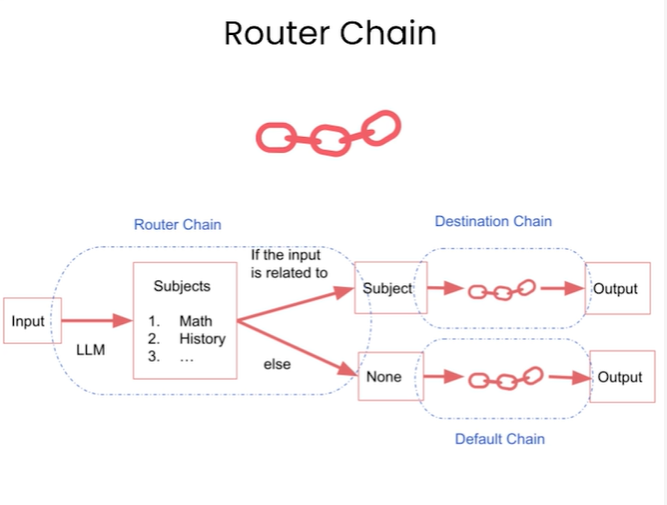 Router Chain
Router Chain
Destination Chain
If the input
is related to
Subjects
1. Math
2. History
3. ...
Input
LLM
else
Subject
Output
None
Output
Default Chain